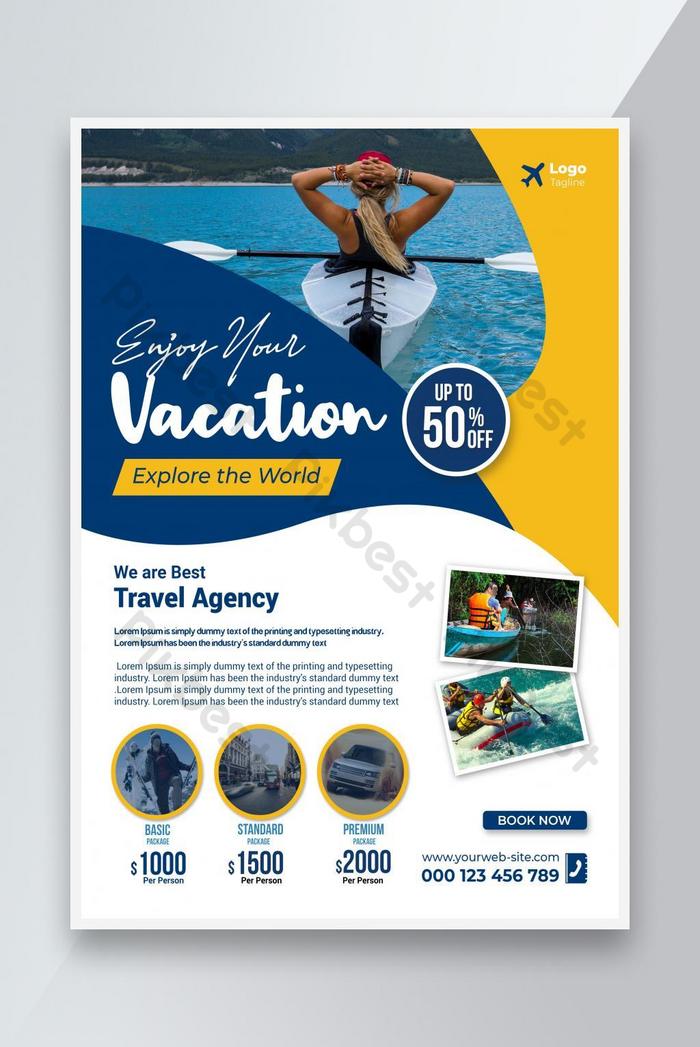 Logo
Tagline
Enjoy Your
Vacation
Explore the World
UP TO
50% OFF
We are Best
Travel Agency
Lorem Ipsum is simply dummy text of the printing and typesetting industry.
Lorem Ipsum has been the industry's standard dummy text
Lorem Ipsum is simply dummy text of the printing and typesetting
industry. Lorem Ipsum has been the industry's standard dummy text
.Lorem Ipsum is simply dummy text of the printing and typesetting
industry. Lorem Ipsum has been the industry's standard dummy text
BASIC
PACKAGE
$1000
Per Person
STANDARD
PACKAGE
$1500
Per Person
PREMIUM
PACKAGE
$2000
Per Person
BOOK NOW
www.yourweb-site.com
000 123 456 789
Pikbest
Pikbest
Pikbest
Pikbest